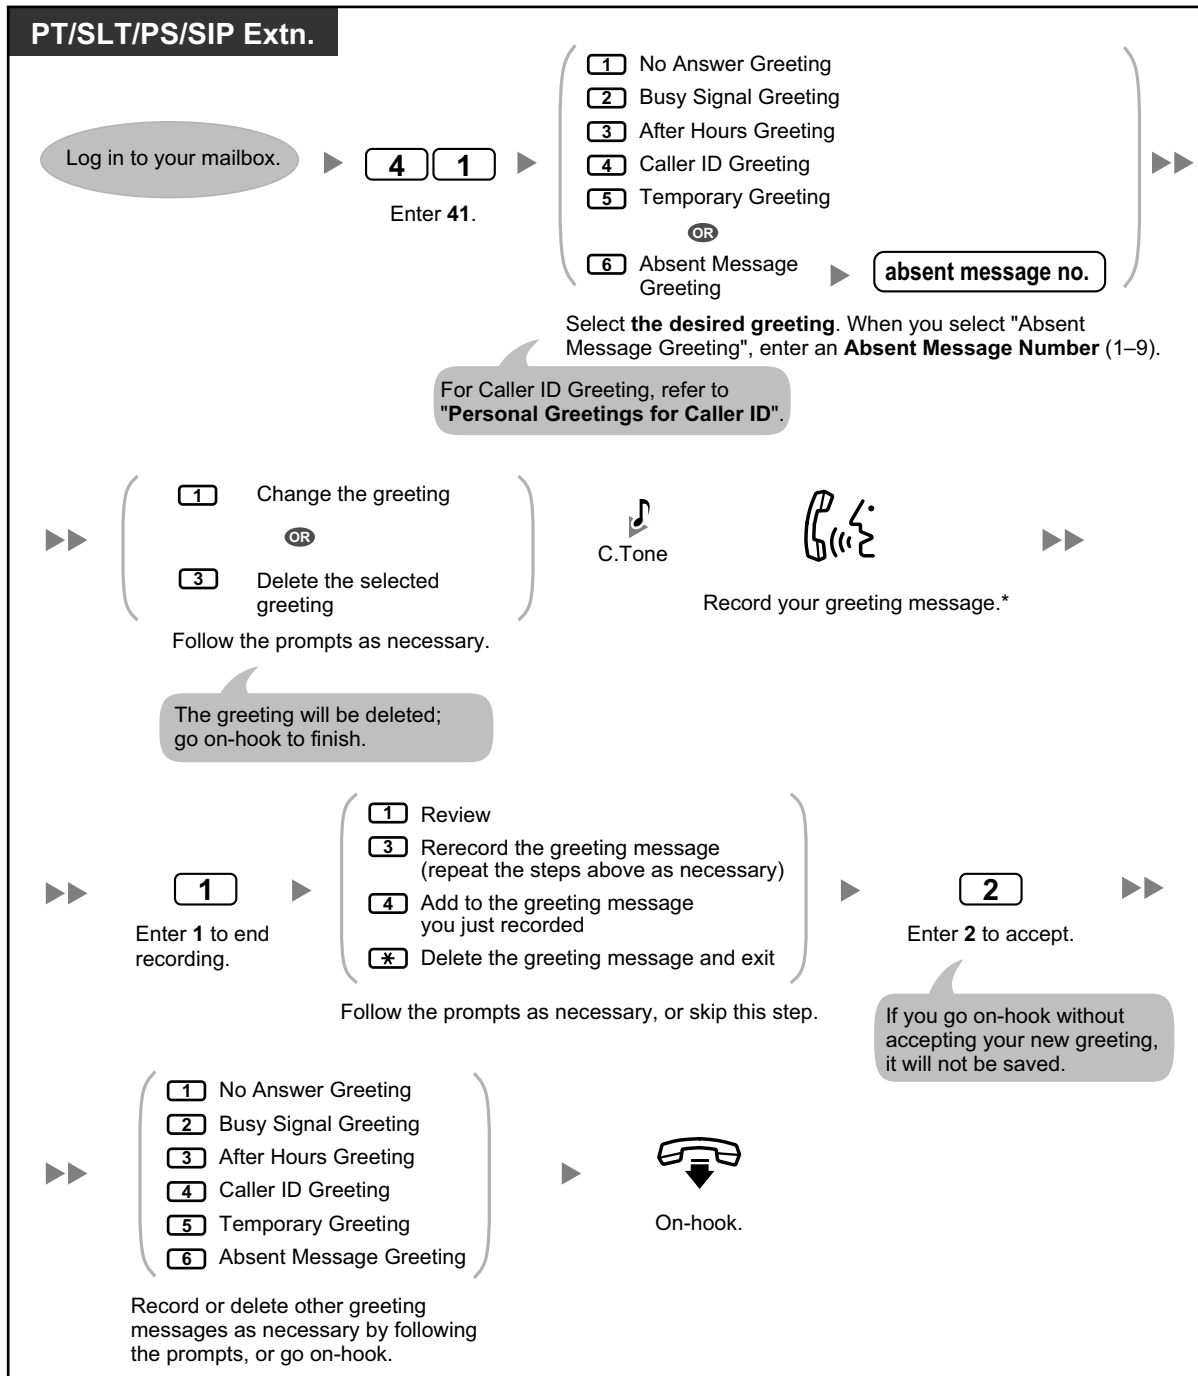 PT/SLT/PS/SIP Extn.
Log in to your mailbox.
4 1
Enter 41.
1 No Answer Greeting
2 Busy Signal Greeting
3 After Hours Greeting
4 Caller ID Greeting
5 Temporary Greeting
OR
6 Absent Message
Greeting
absent message no.
Select the desired greeting. When you select "Absent
Message Greeting", enter an Absent Message Number (1–9).
For Caller ID Greeting, refer to
"Personal Greetings for Caller ID".
1 Change the greeting
OR
3 Delete the selected
greeting
Follow the prompts as necessary.
The greeting will be deleted;
go on-hook to finish.
C.Tone
Record your greeting message.*
1
Enter 1 to end
recording.
1 Review
3 Rerecord the greeting message
(repeat the steps above as necessary)
4 Add to the greeting message
you just recorded
* Delete the greeting message and exit
Follow the prompts as necessary, or skip this step.
2
Enter 2 to accept.
If you go on-hook without
accepting your new greeting,
it will not be saved.
1 No Answer Greeting
2 Busy Signal Greeting
3 After Hours Greeting
4 Caller ID Greeting
5 Temporary Greeting
6 Absent Message Greeting
Record or delete other greeting
messages as necessary by following
the prompts, or go on-hook.
On-hook.